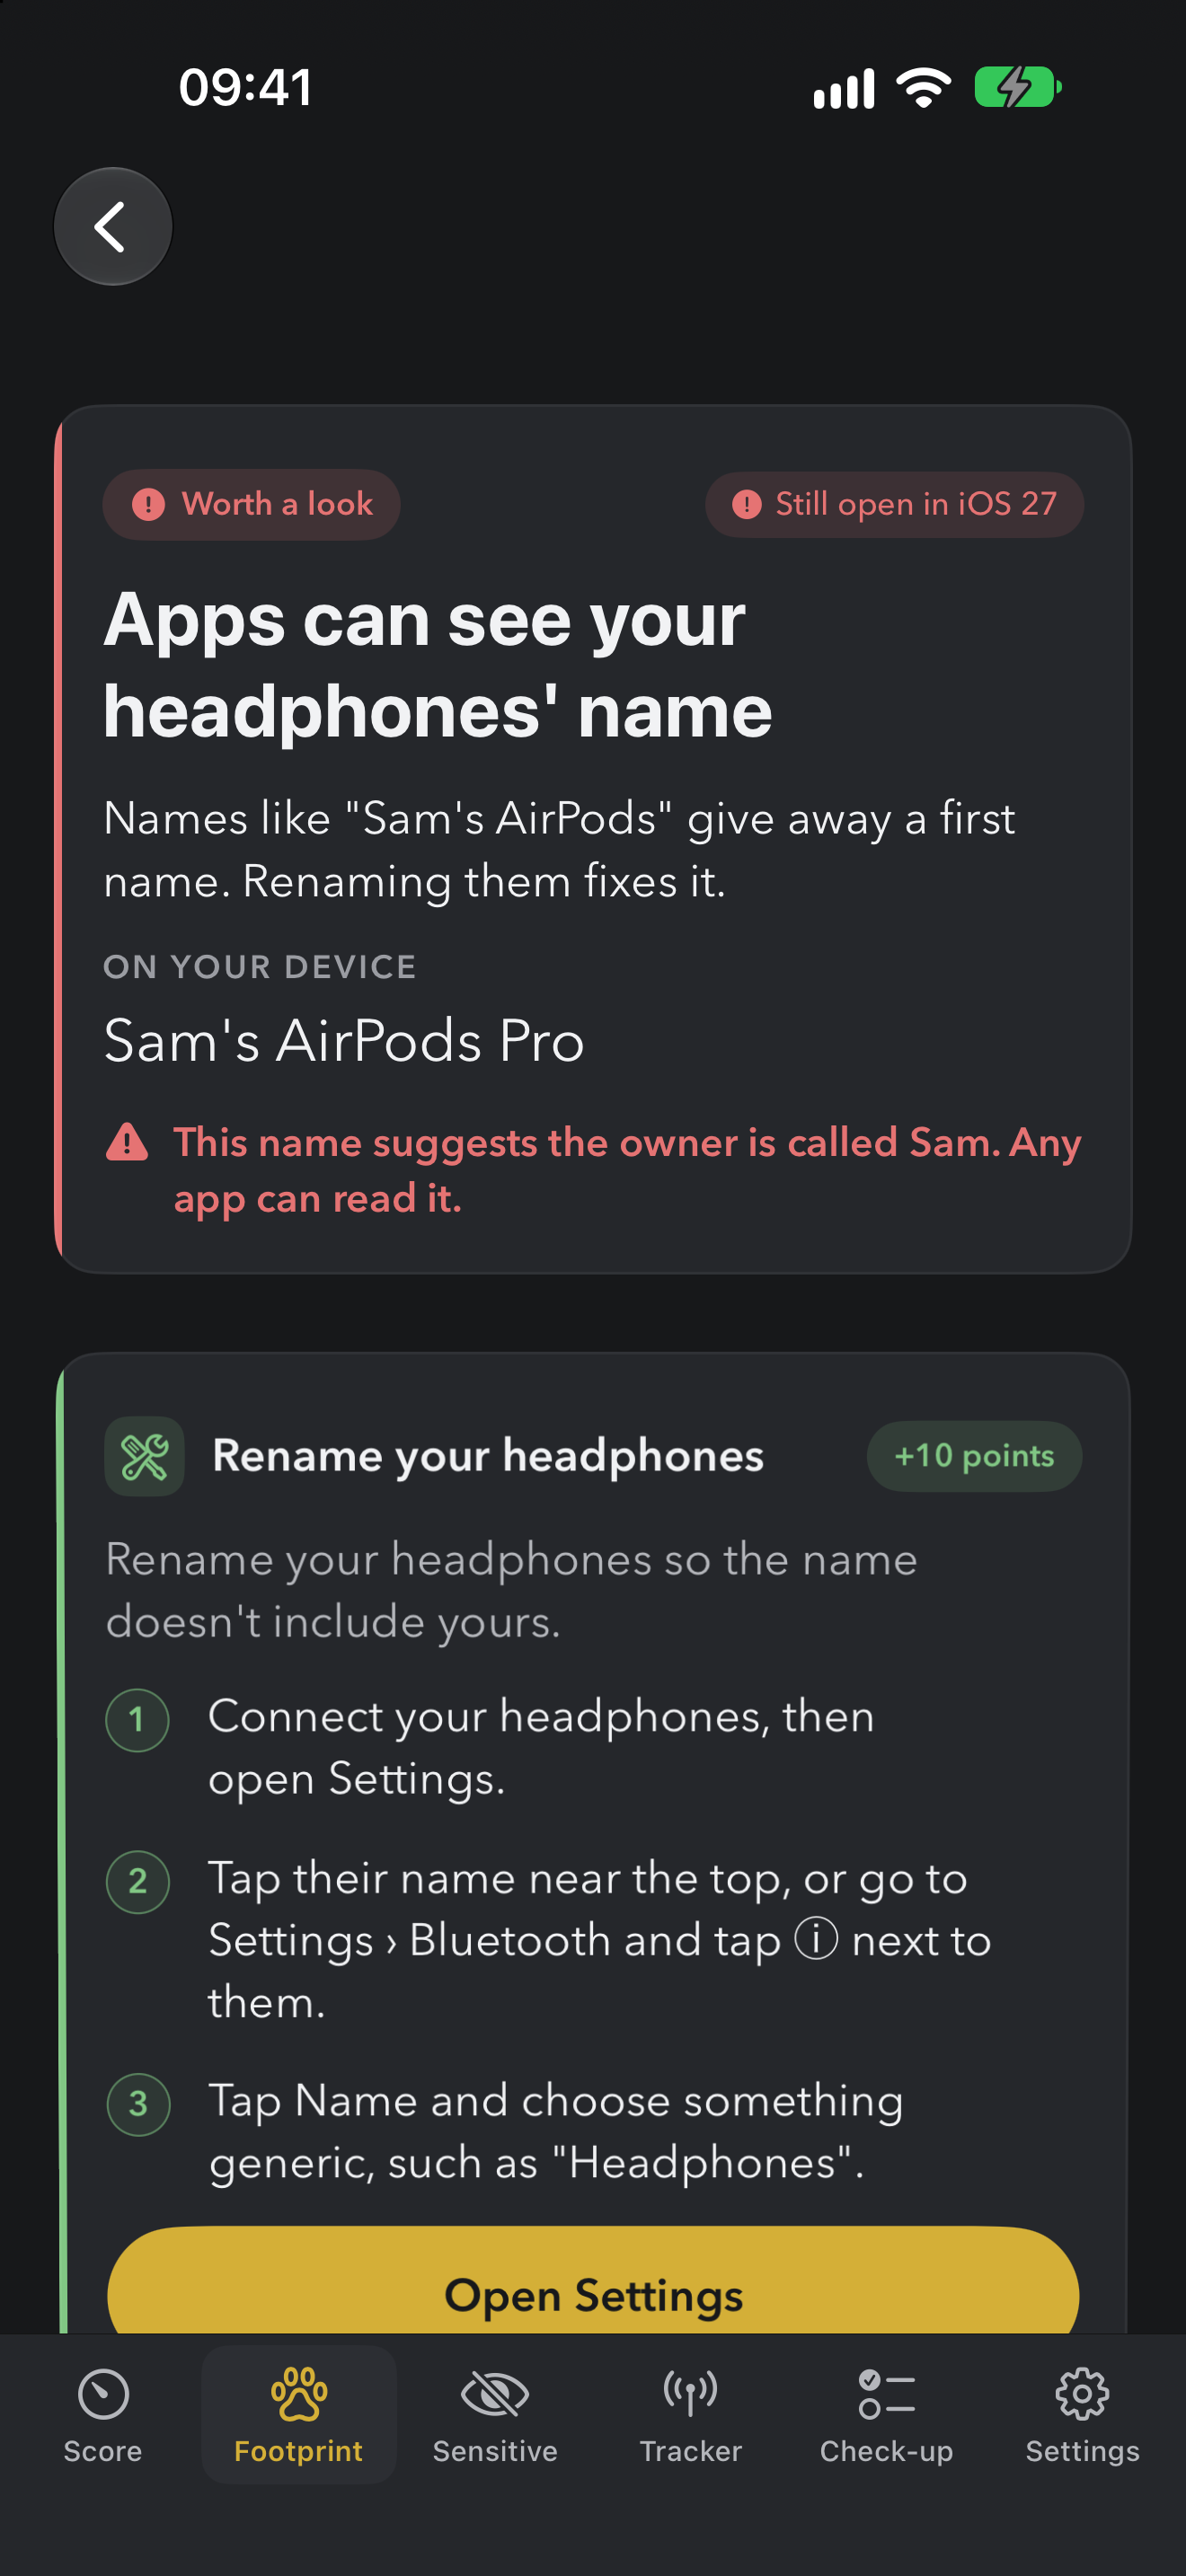 09:41
Worth a look
Still open in iOS 27
Apps can see your
headphones' name
Names like "Sam's AirPods" give away a first
name. Renaming them fixes it.
ON YOUR DEVICE
Sam's AirPods Pro
This name suggests the owner is called Sam. Any
app can read it.
Rename your headphones
+10 points
Rename your headphones so the name
doesn't include yours.
1 Connect your headphones, then
open Settings.
2 Tap their name near the top, or go to
Settings › Bluetooth and tap ⓘ next to
them.
3 Tap Name and choose something
generic, such as "Headphones".
Open Settings
Score
Footprint
Sensitive
Tracker
Check-up
Settings